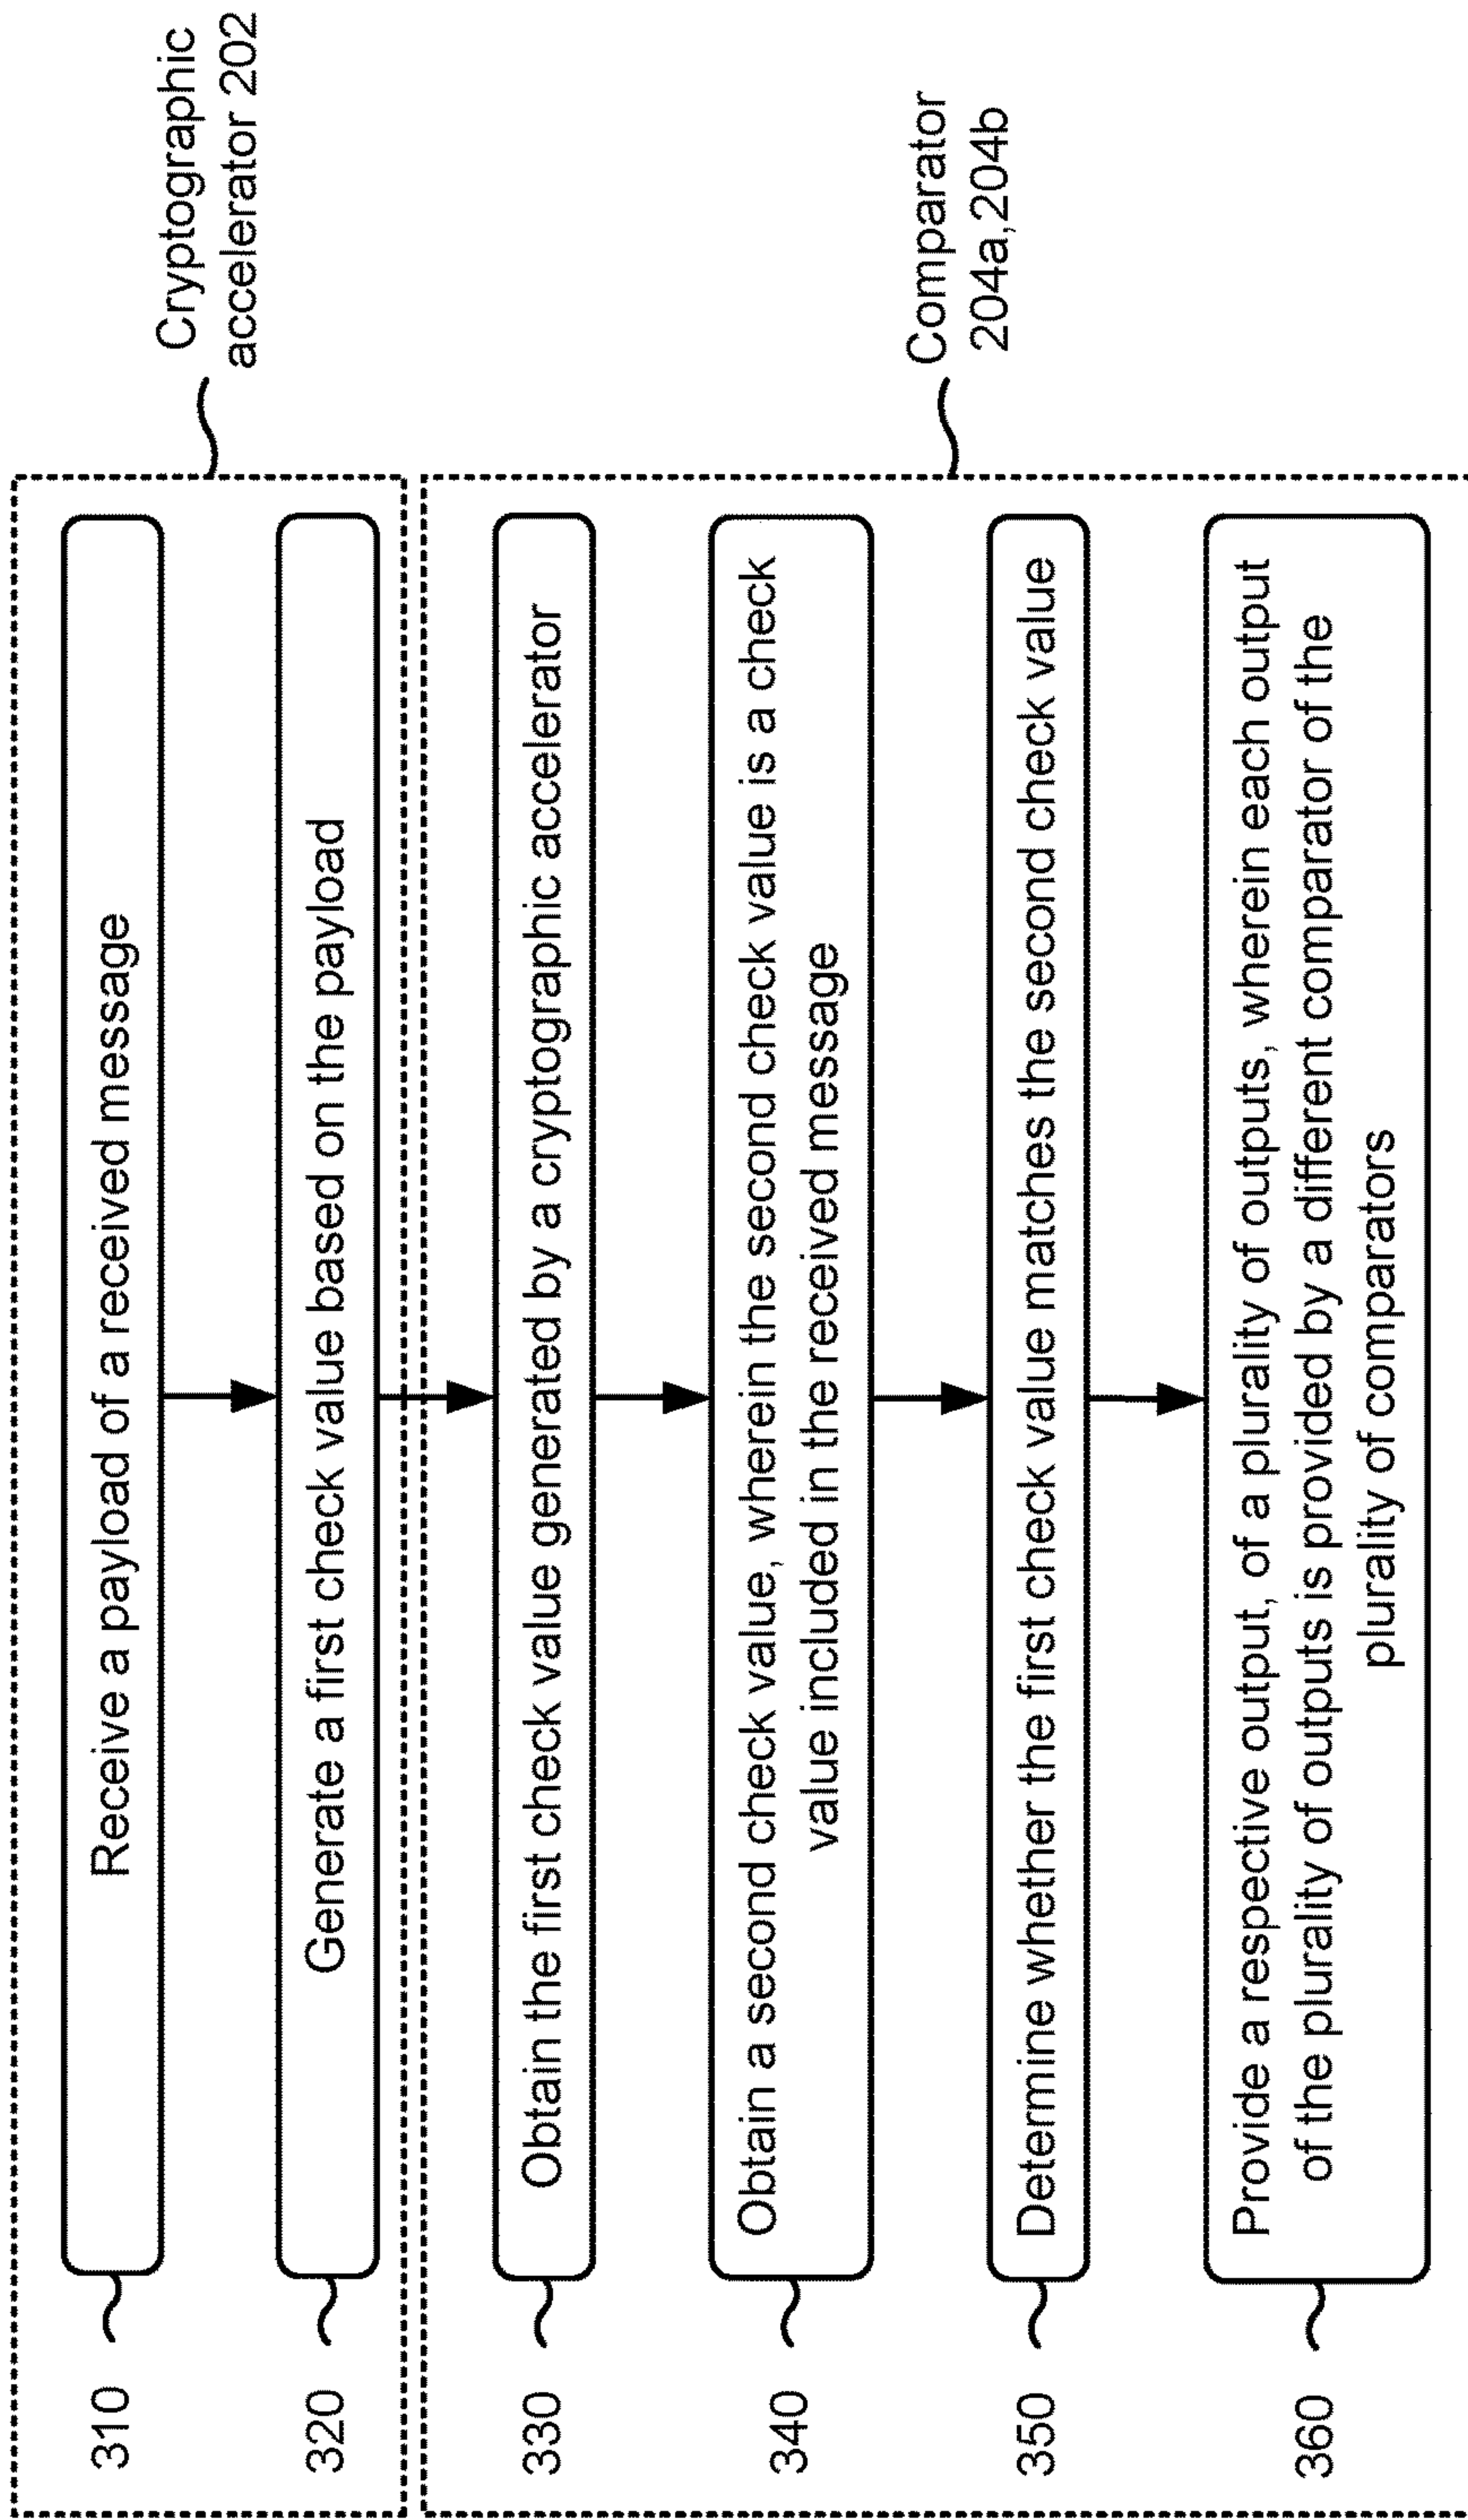 310
Receive a payload of a received message
Cryptographic
accelerator 202
320
Generate a first check value based on the payload
330
Obtain the first check value generated by a cryptographic accelerator
340
Obtain a second check value, wherein the second check value is a check
value included in the received message
Comparator
204a,204b
350
Determine whether the first check value matches the second check value
360
Provide a respective output, of a plurality of outputs, wherein each output
of the plurality of outputs is provided by a different comparator of the
plurality of comparators